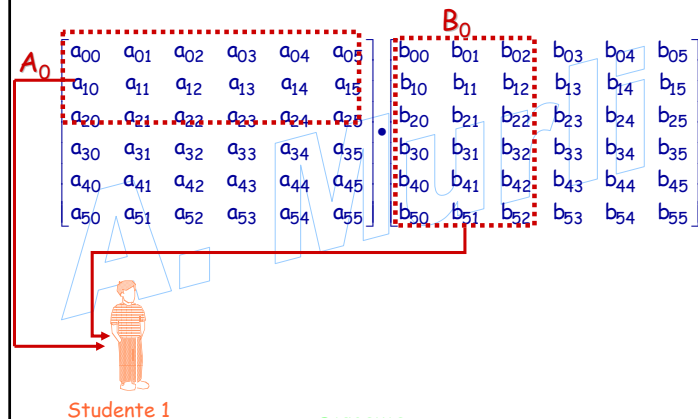 B₀
A₀
a₀₀ a₀₁ a₀₂ a₀₃ a₀₄ a₀₅ b₀₀ b₀₁ b₀₂ b₀₃ b₀₄ b₀₅
a₁₀ a₁₁ a₁₂ a₁₃ a₁₄ a₁₅ b₁₀ b₁₁ b₁₂ b₁₃ b₁₄ b₁₅
a₂₀ a₂₁ a₂₂ a₂₃ a₂₄ a₂₅ • b₂₀ b₂₁ b₂₂ b₂₃ b₂₄ b₂₅
a₃₀ a₃₁ a₃₂ a₃₃ a₃₄ a₃₅ b₃₀ b₃₁ b₃₂ b₃₃ b₃₄ b₃₅
a₄₀ a₄₁ a₄₂ a₄₃ a₄₄ a₄₅ b₄₀ b₄₁ b₄₂ b₄₃ b₄₄ b₄₅
a₅₀ a₅₁ a₅₂ a₅₃ a₅₄ a₅₅ b₅₀ b₅₁ b₅₂ b₅₃ b₅₄ b₅₅
A. Murli
Studente 1